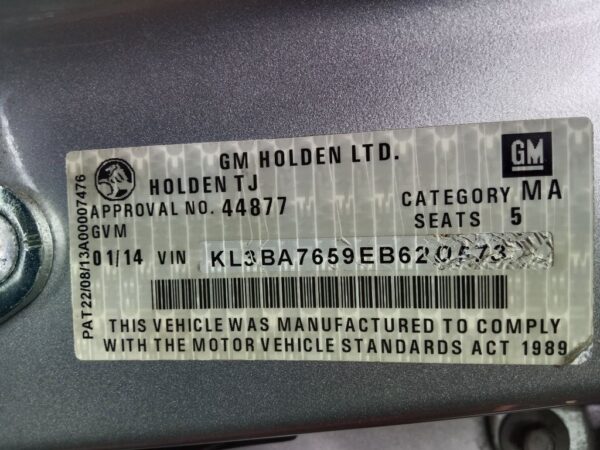 GM HOLDEN LTD.
GM
HOLDEN TJ
APPROVAL NO. 44877
CATEGORY MA
GVM
SEATS 5
01/14 VIN
THIS VEHICLE WAS MANUFACTURED TO COMPLY
WITH THE MOTOR VEHICLE STANDARDS ACT 1989
PAT22/08/13A00007476